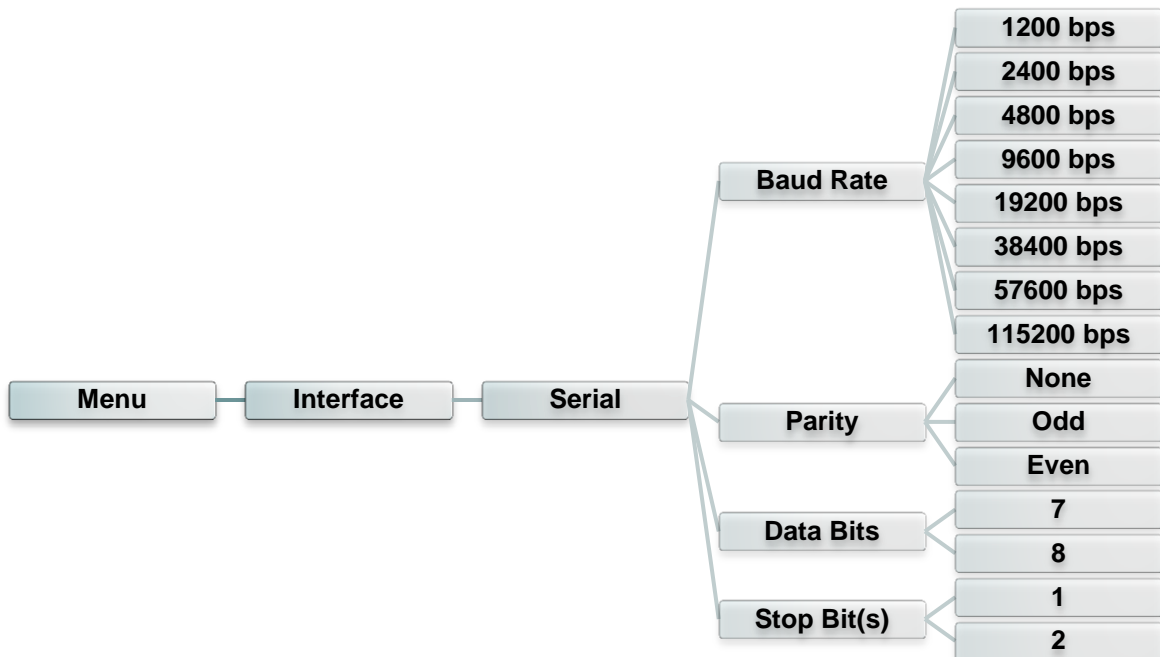 Menu
Interface
Serial
Baud Rate
1200 bps
2400 bps
4800 bps
9600 bps
19200 bps
38400 bps
57600 bps
115200 bps
Parity
None
Odd
Even
Data Bits
7
8
Stop Bit(s)
1
2